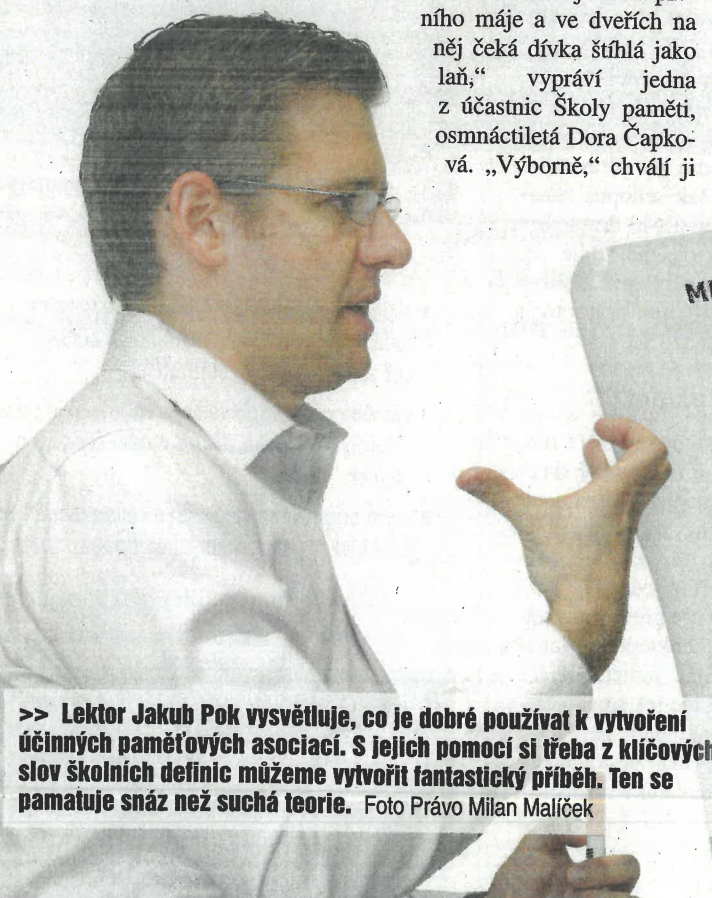 ního máje a ve dveřích na
něj čeká dívka štíhlá jako
laň,“ vypráví jedna
z účastnic Školy paměti,
osmnáctiletá Dora Čapko-
vá. „Výborně,“ chválí ji
>> Lektor Jakub Pok vysvětluje, co je dobré používat k vytvoření
účinných paměťových asociací. S jejich pomocí si třeba z klíčových
slov školních definic můžeme vytvořit fantastický příběh. Ten se
pamatuje snáz než suchá teorie. Foto Právo Milan Malíček